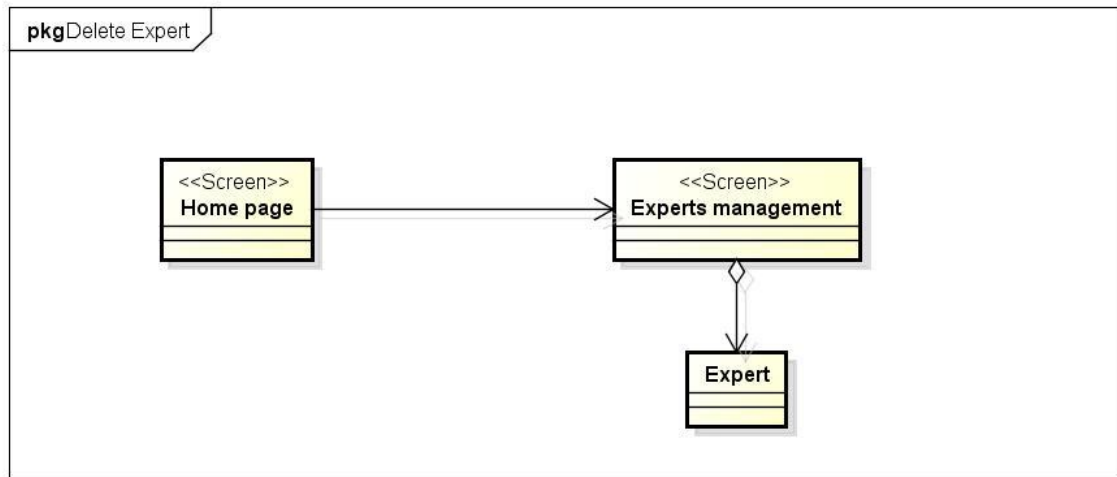 pkgDelete Expert
<<Screen>>
Home page
<<Screen>>
Experts management
Expert